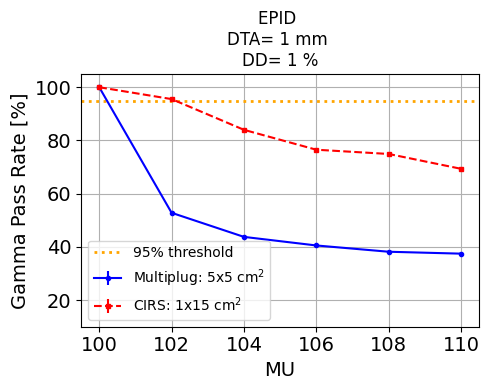 EPID
DTA= 1 mm
DD= 1 %
Gamma Pass Rate [%]
100
80
60
40
20
95% threshold
Multiplug: 5x5 cm²
CIRS: 1x15 cm²
100 102 104 106 108 110
MU